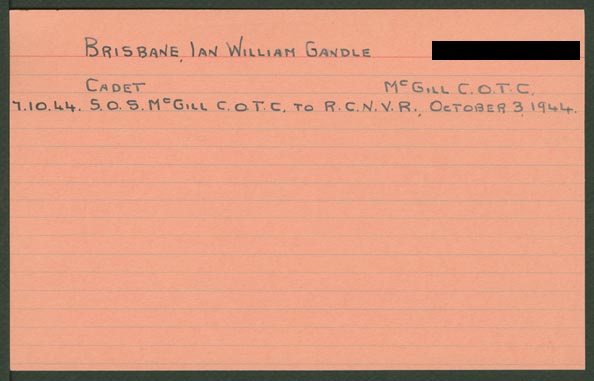 BRISBANE, IAN WILLIAM GANDLE
CADET McGILL C.O.T.C.
7.10.44. S.O.S. McGILL C.O.T.C. TO R.C.N.V.R., OCTOBER 3, 1944.